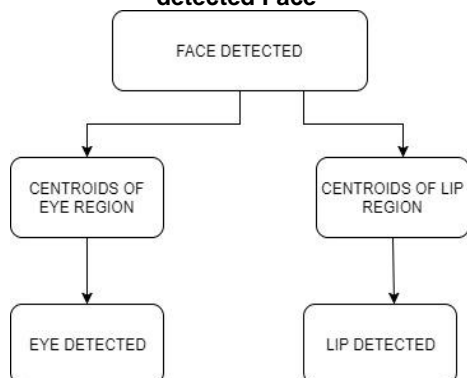 detected Face
FACE DETECTED
CENTROIDS OF
EYE REGION
CENTROIDS OF LIP
REGION
EYE DETECTED
LIP DETECTED